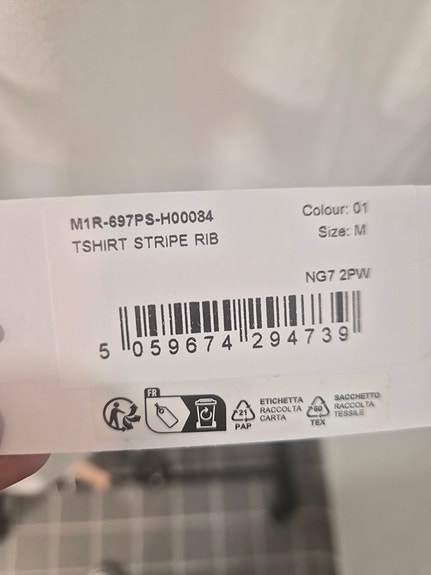 M1R-697PS-H00084
Colour: 01
TSHIRT STRIPE RIB
Size: M
NG7 2PW
5 059674 294739
FR
21
PAP
ETICHETTA
RACCOLTA
CARTA
60
TEX
SACCHETTO
RACCOLTA
TESSILE